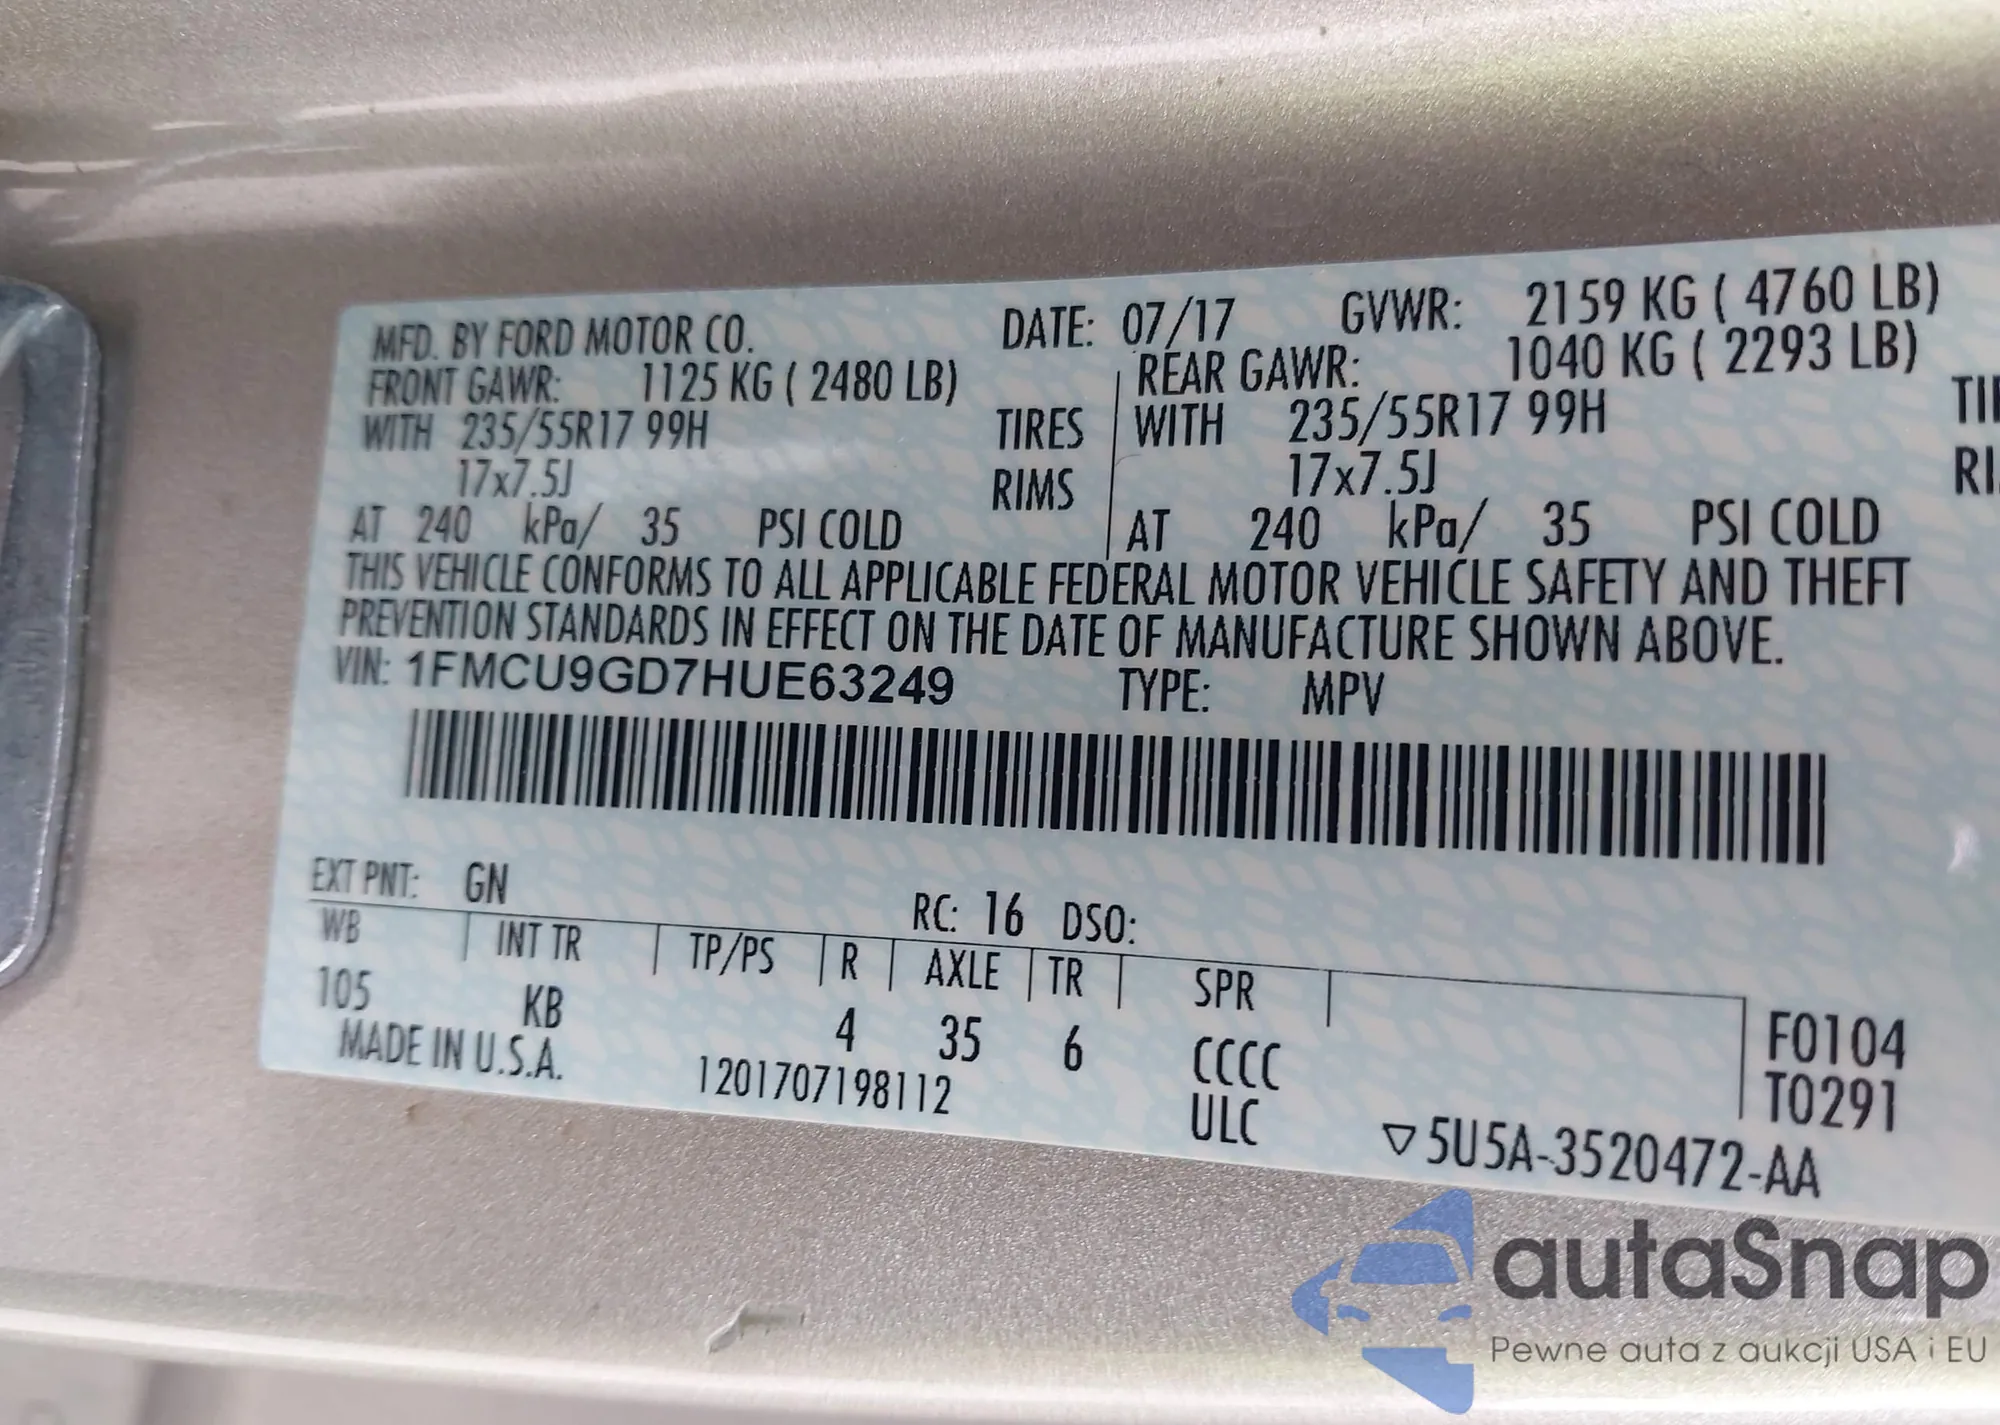 MFD. BY FORD MOTOR CO. DATE: 07/17 GVWR: 2159 KG ( 4760 LB)
FRONT GAWR: 1125 KG ( 2480 LB) REAR GAWR: 1040 KG ( 2293 LB)
WITH 235/55R17 99H TIRES WITH 235/55R17 99H TI
17x7.5J RIMS 17x7.5J RI
AT 240 kPa/ 35 PSI COLD AT 240 kPa/ 35 PSI COLD
THIS VEHICLE CONFORMS TO ALL APPLICABLE FEDERAL MOTOR VEHICLE SAFETY AND THEFT
PREVENTION STANDARDS IN EFFECT ON THE DATE OF MANUFACTURE SHOWN ABOVE.
VIN: 1FMCU9GD7HUE63249 TYPE: MPV
EXT PNT: GN RC: 16 DSO:
WB INT TR TP/PS R AXLE TR SPR
105 KB 4 35 6 CCCC F0104
MADE IN U.S.A. 1201707198112 ULC T0291
▽5U5A-3520472-AA
autaSnap
Pewne auta z aukcji USA i EU